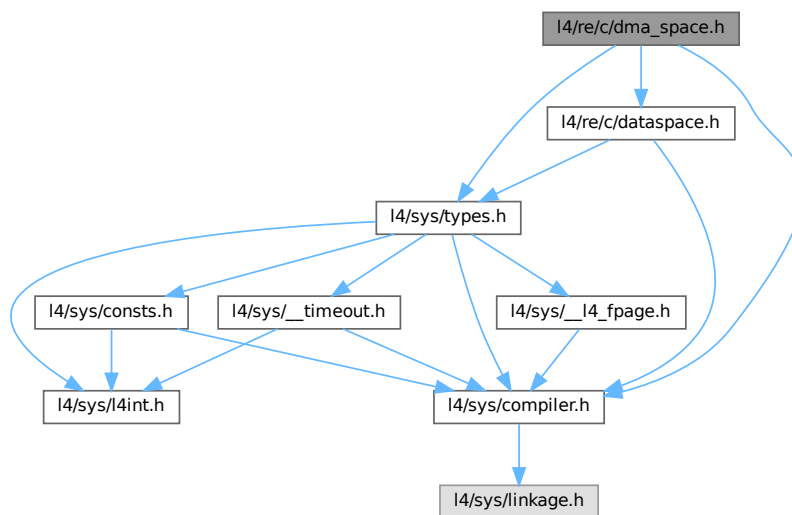 l4/re/c/dma_space.h
l4/re/c/dataspace.h
l4/sys/types.h
l4/sys/consts.h
l4/sys/__timeout.h
l4/sys/__l4_fpage.h
l4/sys/l4int.h
l4/sys/compiler.h
l4/sys/linkage.h